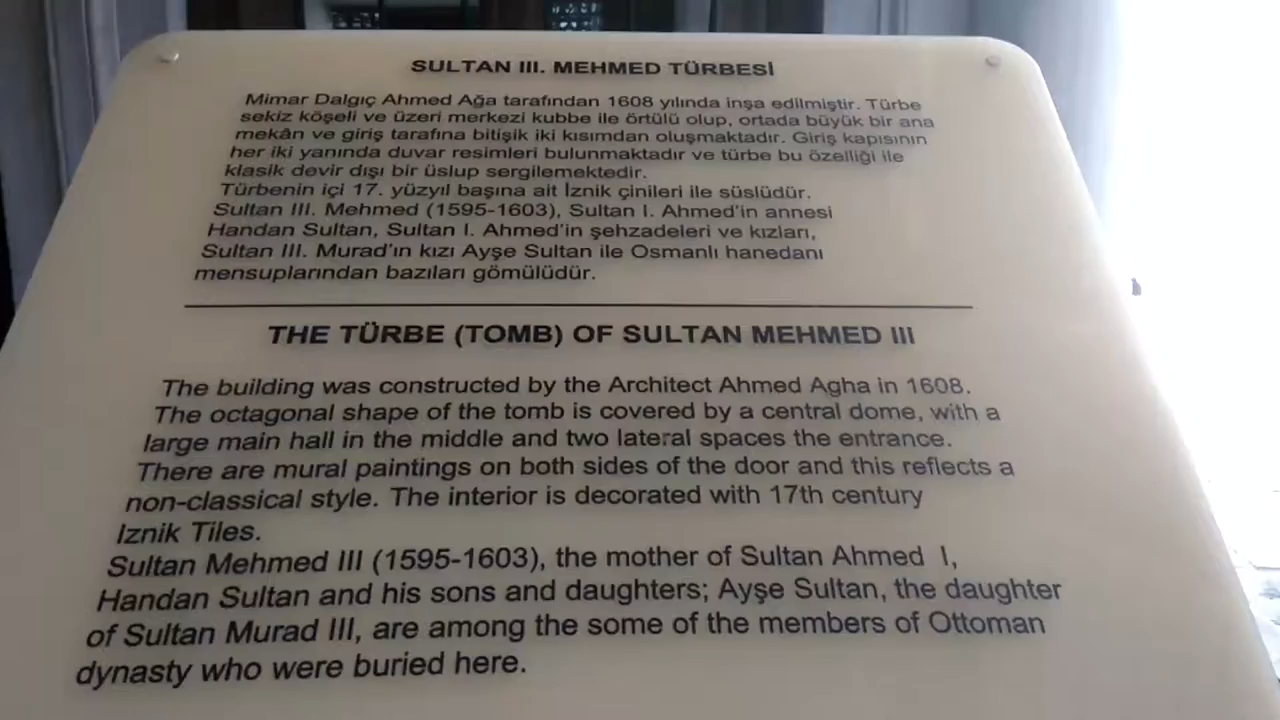 SULTAN III. MEHMED TÜRBESİ
Mimar Dalgıç Ahmed Ağa tarafından 1608 yılında inşa edilmiştir. Türbe
sekiz köşeli ve üzeri merkezi kubbe ile örtülü olup, ortada büyük bir ana
mekân ve giriş tarafına bitişik iki kısımdan oluşmaktadır. Giriş kapısının
her iki yanında duvar resimleri bulunmaktadır ve türbe bu özelliği ile
klasik devir dışı bir üslup sergilemektedir.
Türbenin içi 17. yüzyıl başına ait İznik çinileri ile süslüdür.
Sultan III. Mehmed (1595-1603), Sultan I. Ahmed'in annesi
Handan Sultan, Sultan I. Ahmed'in şehzadeleri ve kızları,
Sultan III. Murad'ın kızı Ayşe Sultan ile Osmanlı hanedanı
mensuplarından bazıları gömülüdür.
THE TÜRBE (TOMB) OF SULTAN MEHMED III
The building was constructed by the Architect Ahmed Agha in 1608.
The octagonal shape of the tomb is covered by a central dome, with a
large main hall in the middle and two lateral spaces the entrance.
There are mural paintings on both sides of the door and this reflects a
non-classical style. The interior is decorated with 17th century
Iznik Tiles.
Sultan Mehmed III (1595-1603), the mother of Sultan Ahmed I,
Handan Sultan and his sons and daughters; Ayşe Sultan, the daughter
of Sultan Murad III, are among the some of the members of Ottoman
dynasty who were buried here.